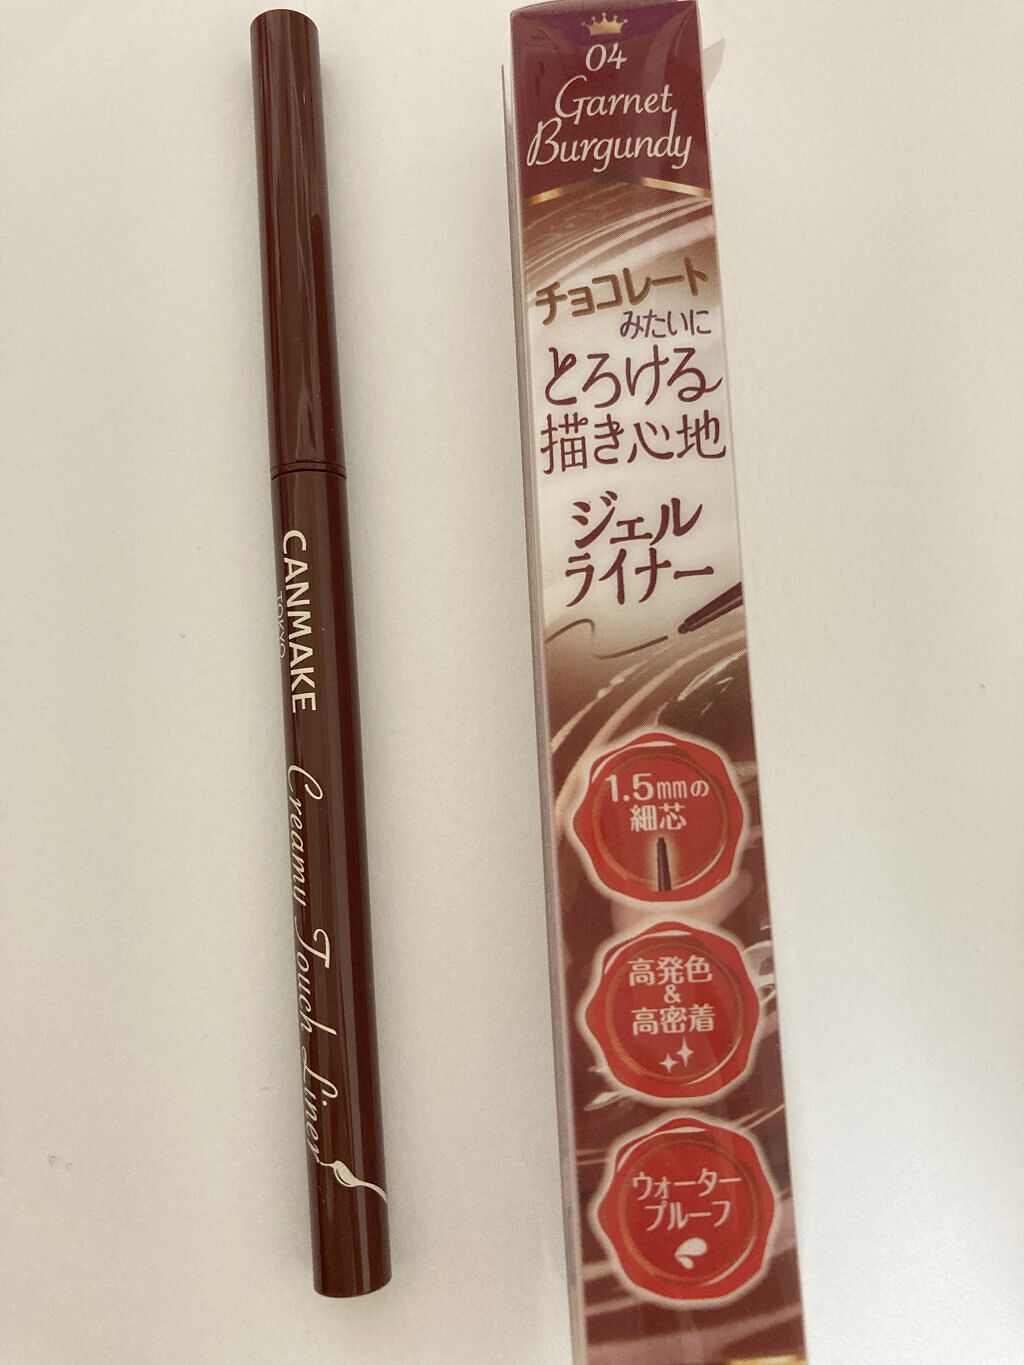 CANMAKE
TOKYO
Creamy Touch Liner
04
Garnet
Burgundy
チョコレート
みたいに
とろける
描き心地
ジェル
ライナー
1.5mmの
細芯
高発色
&
高密着
ウォーター
プルーフ